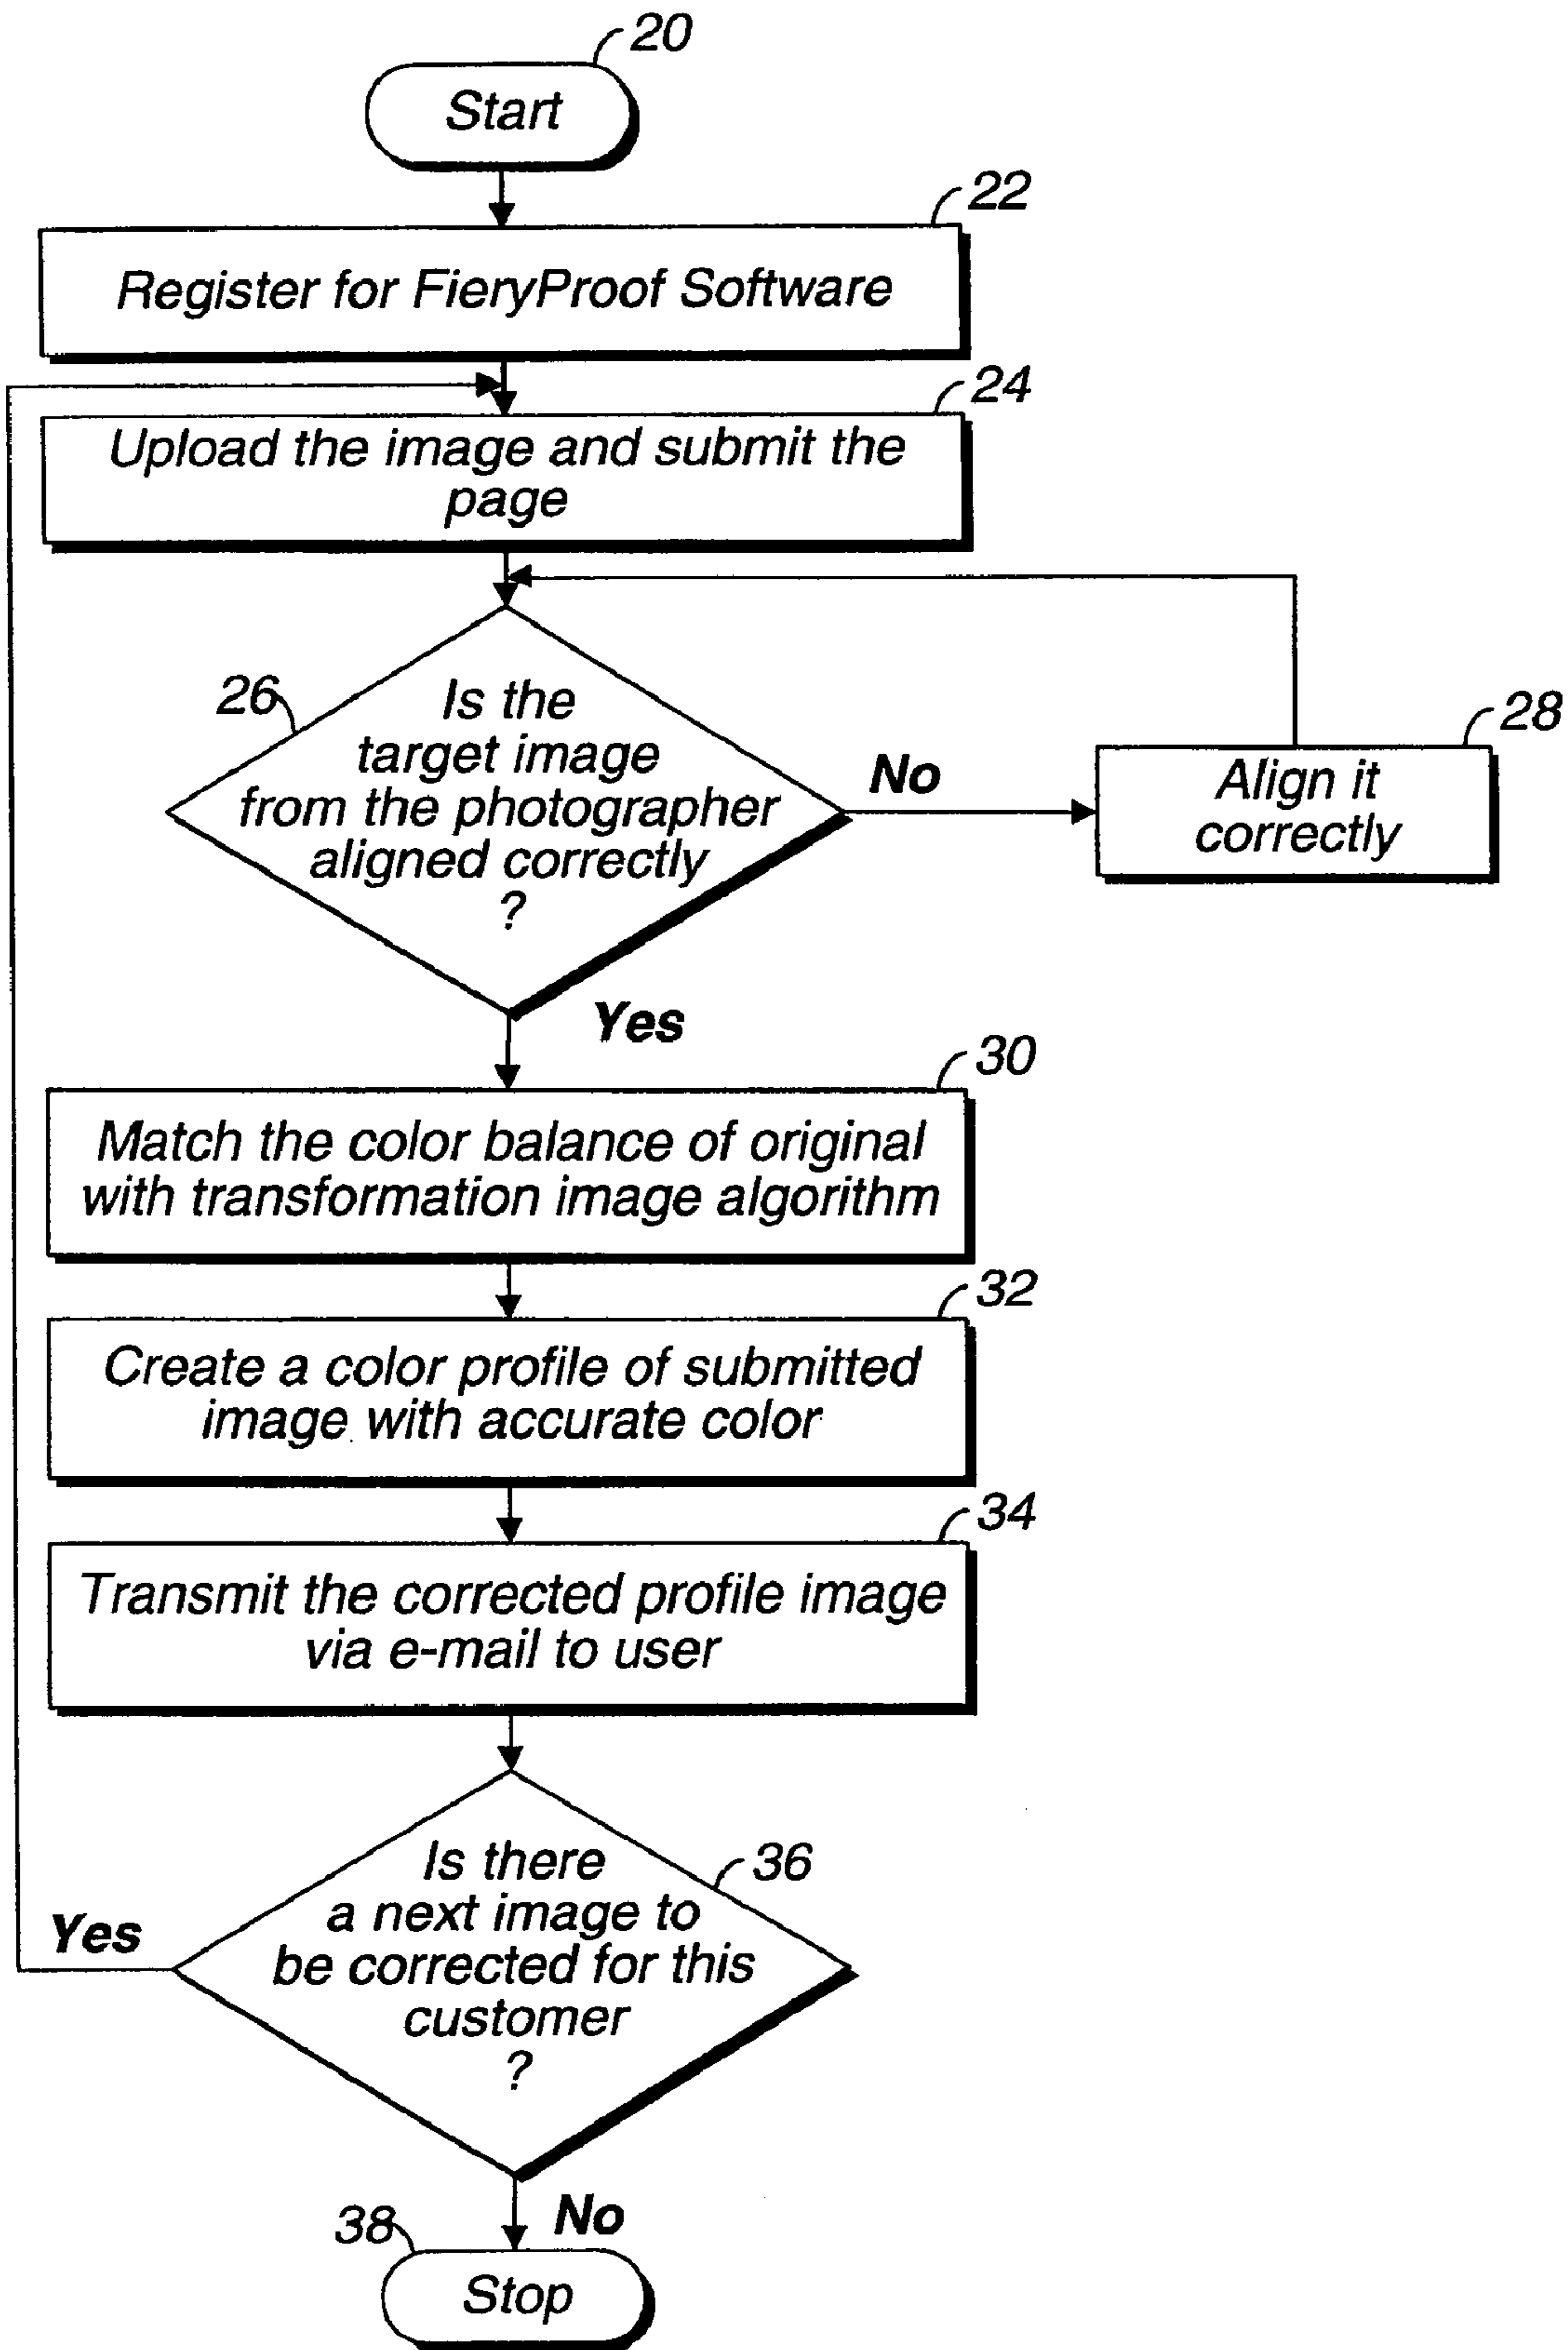 20
Start
22
Register for FieryProof Software
24
Upload the image and submit the
page
26
Is the
target image
from the photographer
aligned correctly
?
No
28
Align it
correctly
Yes
30
Match the color balance of original
with transformation image algorithm
32
Create a color profile of submitted
image with accurate color
34
Transmit the corrected profile image
via e-mail to user
36
Is there
a next image to
be corrected for this
customer
?
Yes
No
38
Stop